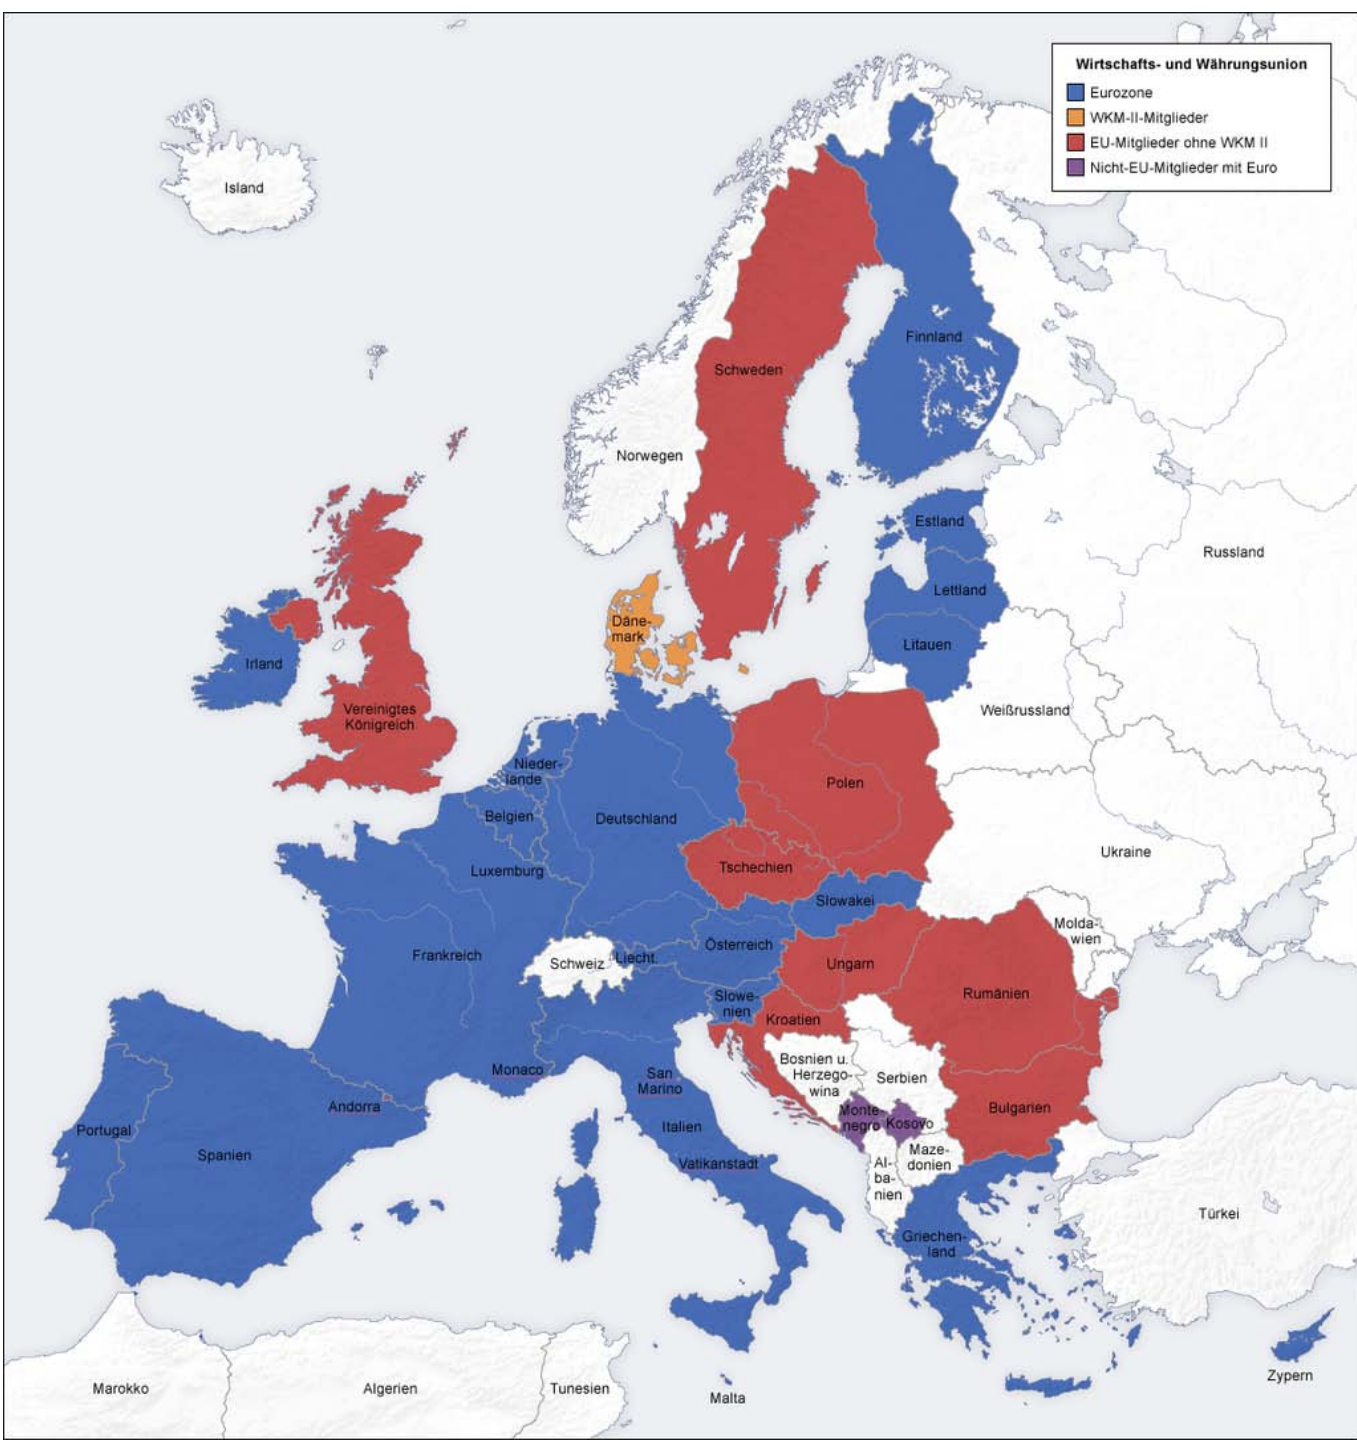 Wirtschafts- und Währungsunion
Eurozone
WKM-II-Mitglieder
EU-Mitglieder ohne WKM II
Nicht-EU-Mitglieder mit Euro
Island
Finnland
Schweden
Norwegen
Estland
Russland
Lettland
Däne-
mark
Litauen
Irland
Vereinigtes
Königreich
Weißrussland
Nieder-
lande
Polen
Belgien
Deutschland
Ukraine
Tschechien
Luxemburg
Slowakei
Molda-
wien
Österreich
Frankreich
Schweiz
Liecht.
Ungarn
Rumänien
Slowe-
nien
Kroatien
Bosnien u.
Herzego-
wina
Serbien
Monaco
San
Marino
Andorra
Bulgarien
Monte-
negro
Kosovo
Portugal
Italien
Spanien
Vatikanstadt
Maze-
donien
Al-
ba-
nien
Türkei
Griechen-
land
Zypern
Marokko
Algerien
Tunesien
Malta